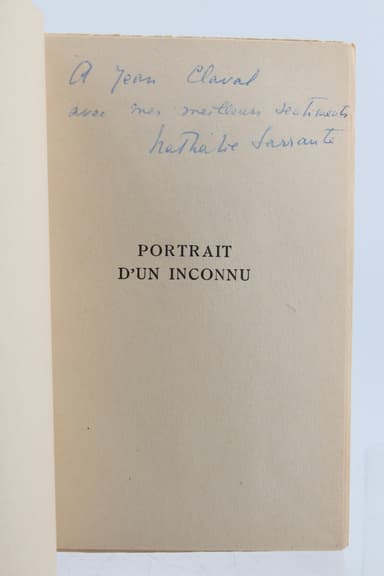 A Jean Claval
avec mes meilleurs sentiments
Nathalie Sarraute
PORTRAIT
D'UN INCONNU